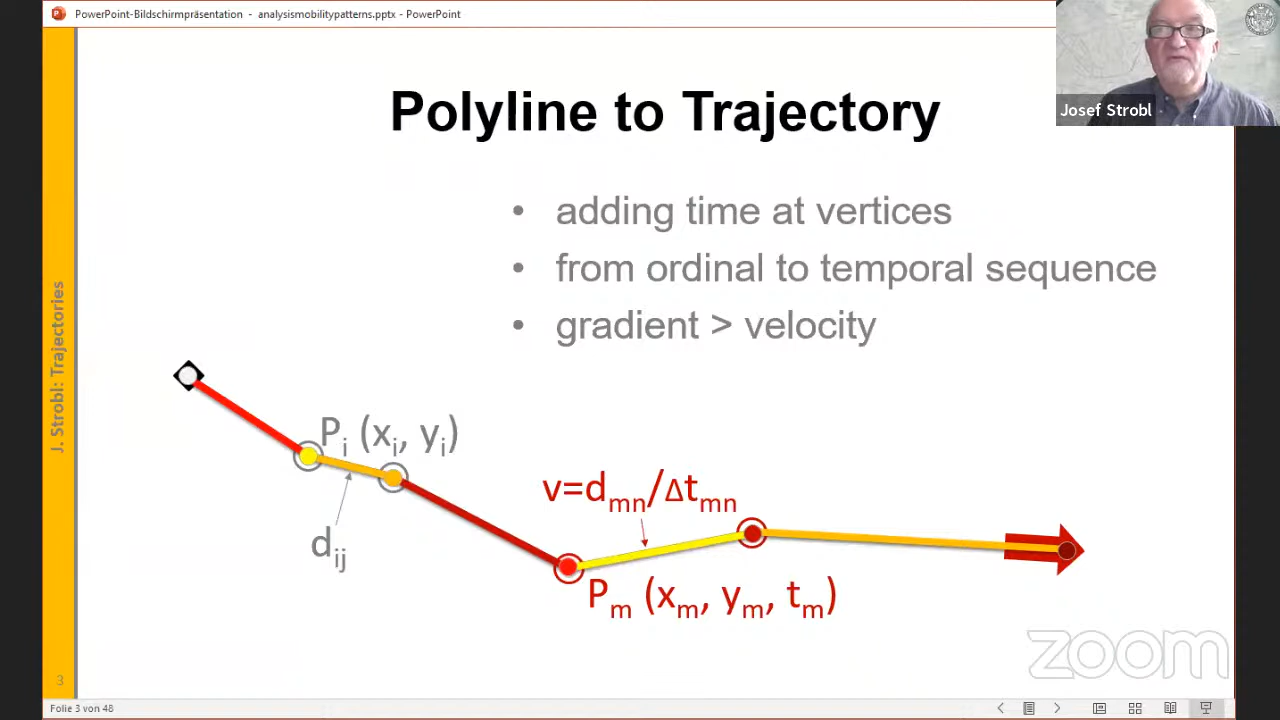 PowerPoint-Bildschirmpräsentation - analysismobilitypatterns.pptx - PowerPoint
Josef Strobl
Polyline to Trajectory
• adding time at vertices
• from ordinal to temporal sequence
• gradient > velocity
J. Strobl: Trajectories
Pi (xi, yi)
dij
v=dmn/Δtmn
Pm (xm, ym, tm)
zoom
3
Folie 3 von 48